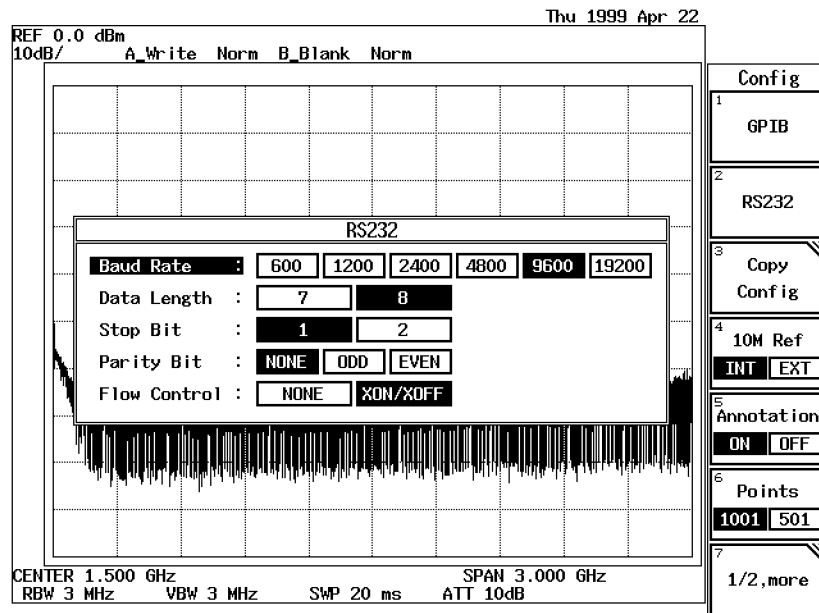 Thu 1999 Apr 22
REF 0.0 dBm
10dB/ A_Write Norm B_Blank Norm
RS232
Baud Rate : 600 1200 2400 4800 9600 19200
Data Length : 7 8
Stop Bit : 1 2
Parity Bit : NONE ODD EVEN
Flow Control : NONE XON/XOFF
CENTER 1.500 GHz SPAN 3.000 GHz
RBW 3 MHz VBW 3 MHz SWP 20 ms ATT 10dB
Config
1
GPIB
2
RS232
3
Copy
Config
4
10M Ref
INT EXT
5
Annotation
ON OFF
6
Points
1001 501
7
1/2,more